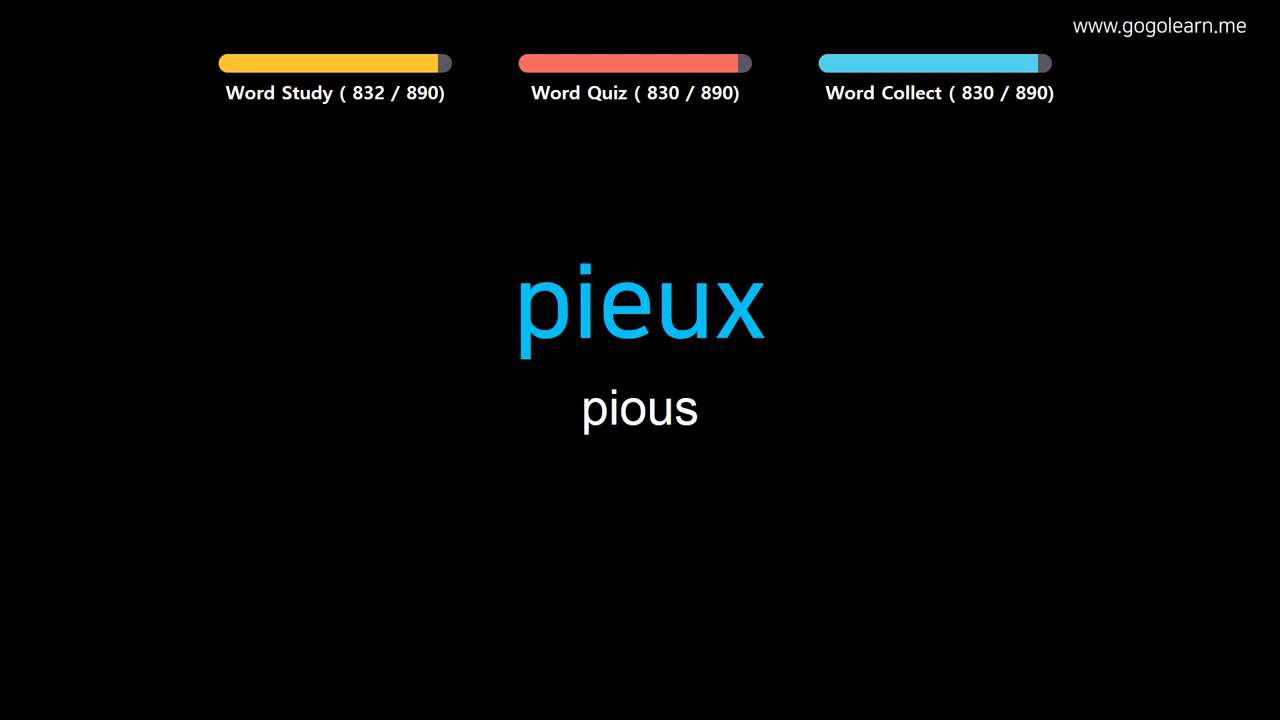 www.gogolearn.me
Word Study ( 832 / 890)
Word Quiz ( 830 / 890)
Word Collect ( 830 / 890)
pieux
pious